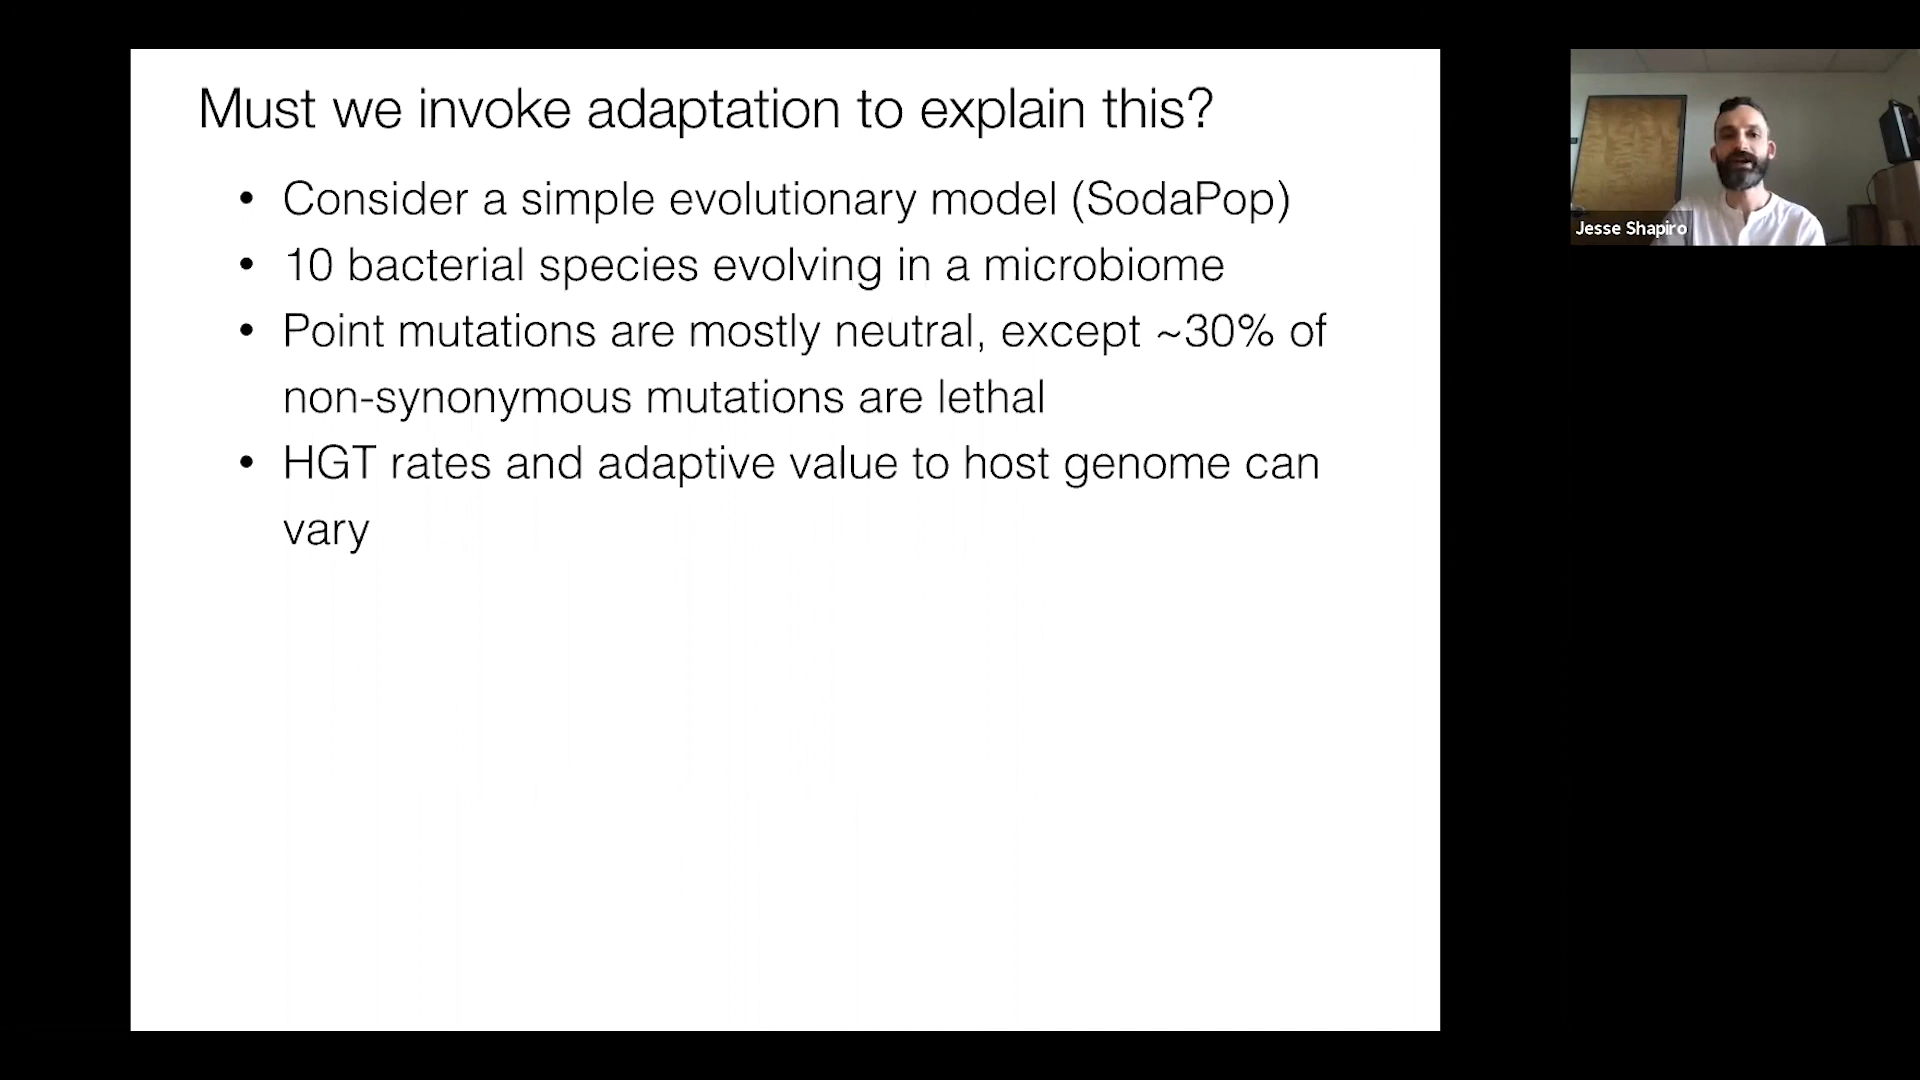 Must we invoke adaptation to explain this?
• Consider a simple evolutionary model (SodaPop)
• 10 bacterial species evolving in a microbiome
• Point mutations are mostly neutral, except ~30% of
non-synonymous mutations are lethal
• HGT rates and adaptive value to host genome can
vary
Jesse Shapiro